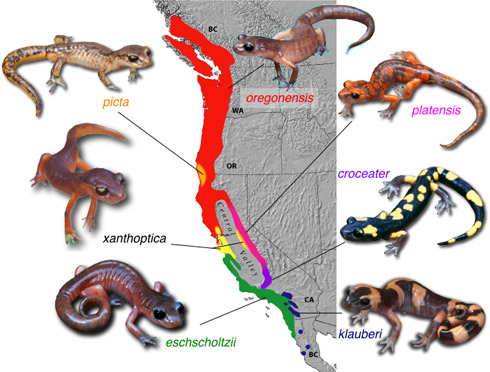 BC
oregonensis
picta
platensis
WA
OR
croceater
xanthoptica
Central Valley
CA
eschscholtzii
klauberi
BC